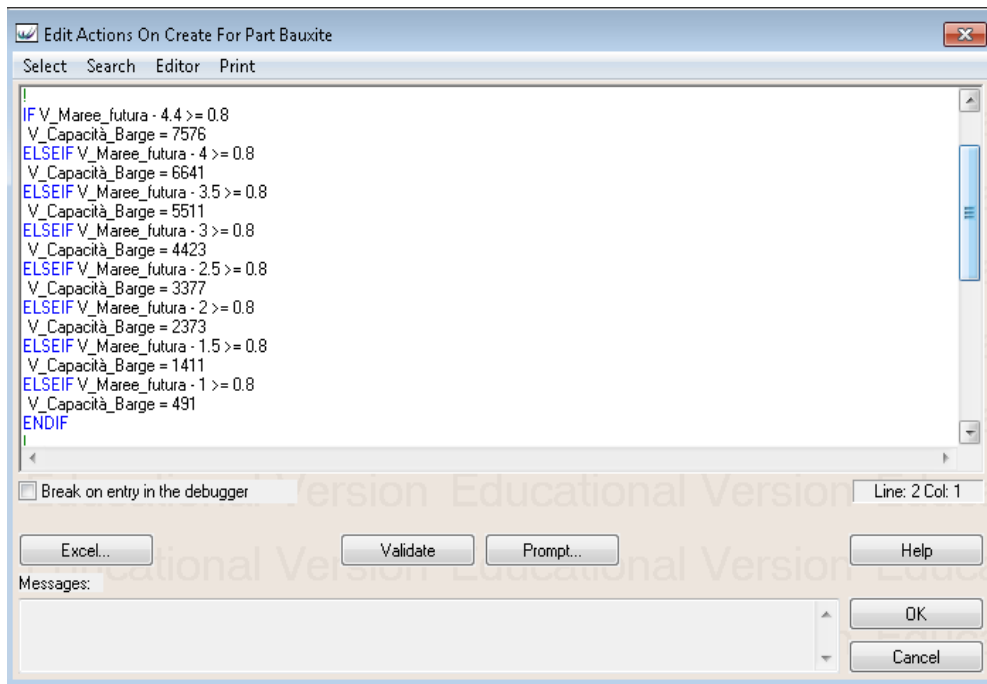 Edit Actions On Create For Part Bauxite
Select Search Editor Print
!
IF V_Maree_futura - 4.4 >= 0.8
V_Capacità_Barge = 7576
ELSEIF V_Maree_futura - 4 >= 0.8
V_Capacità_Barge = 6641
ELSEIF V_Maree_futura - 3.5 >= 0.8
V_Capacità_Barge = 5511
ELSEIF V_Maree_futura - 3 >= 0.8
V_Capacità_Barge = 4423
ELSEIF V_Maree_futura - 2.5 >= 0.8
V_Capacità_Barge = 3377
ELSEIF V_Maree_futura - 2 >= 0.8
V_Capacità_Barge = 2373
ELSEIF V_Maree_futura - 1.5 >= 0.8
V_Capacità_Barge = 1411
ELSEIF V_Maree_futura - 1 >= 0.8
V_Capacità_Barge = 491
ENDIF
!
Break on entry in the debugger
Version Educational Version
Line: 2 Col: 1
Excel...
Validate
Prompt...
Help
Messages:
OK
Cancel